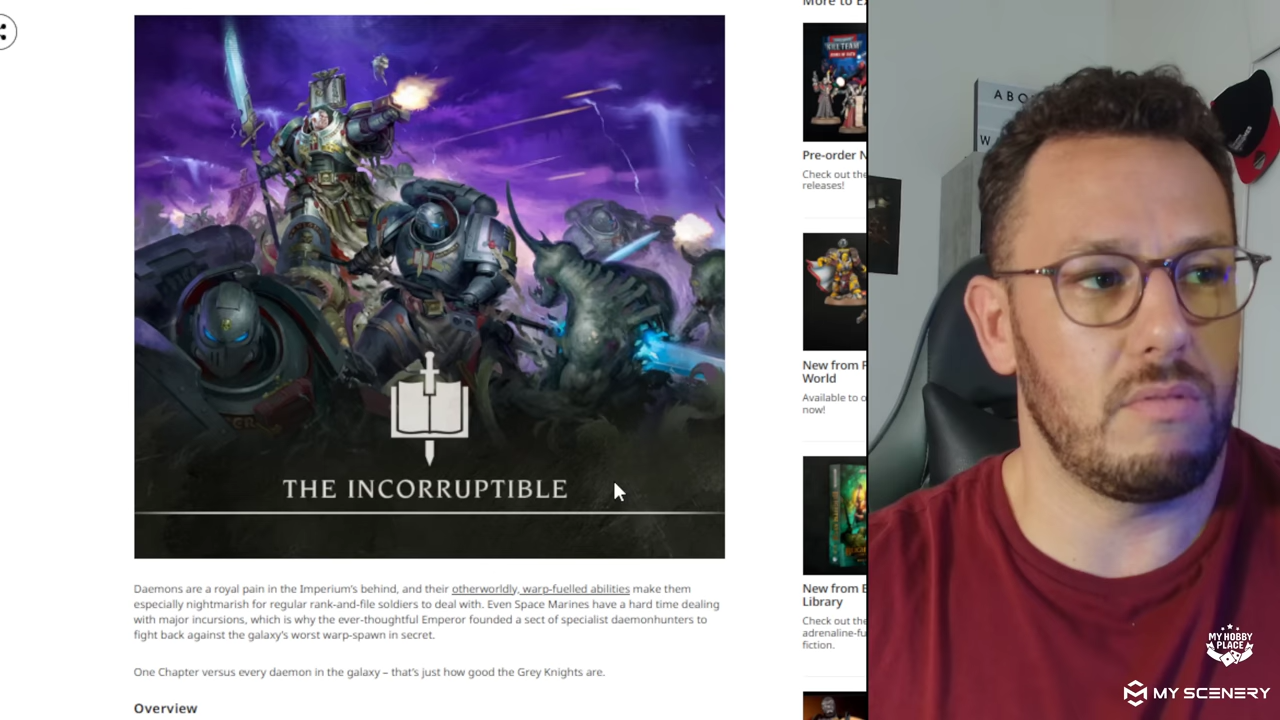 THE INCORRUPTIBLE
Daemons are a royal pain in the Imperium's behind, and their otherworldly, warp-fuelled abilities make them
especially nightmarish for regular rank-and-file soldiers to deal with. Even Space Marines have a hard time dealing
with major incursions, which is why the ever-thoughtful Emperor founded a sect of specialist daemonhunters to
fight back against the galaxy's worst warp-spawn in secret.
One Chapter versus every daemon in the galaxy – that's just how good the Grey Knights are.
Overview
More to
KILL TEAM
Pre-order N
Check out the
releases!
New from F
World
Available to o
now!
New from B
Library
Check out the
adrenaline-fu
fiction.
ABO
W
MY HOBBY
PLACE
MY SCENERY